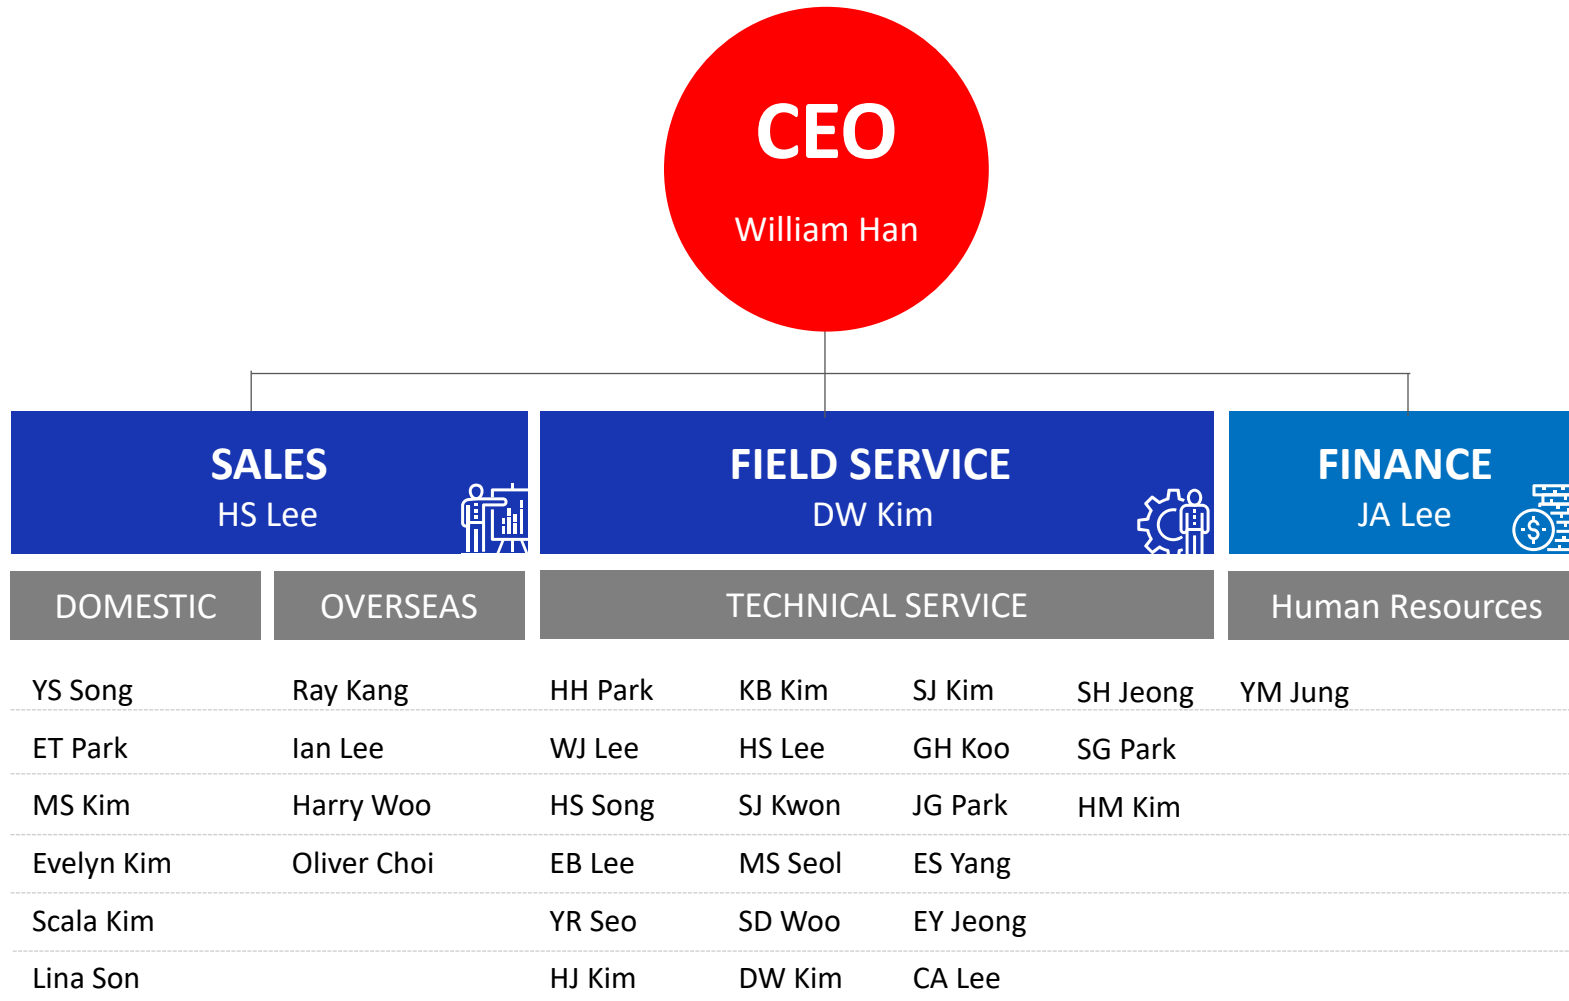 CEO
William Han
SALES
HS Lee
FIELD SERVICE
DW Kim
FINANCE
JA Lee
DOMESTIC
OVERSEAS
TECHNICAL SERVICE
Human Resources
YS Song
Ray Kang
HH Park
KB Kim
SJ Kim
SH Jeong
YM Jung
ET Park
Ian Lee
WJ Lee
HS Lee
GH Koo
SG Park
MS Kim
Harry Woo
HS Song
SJ Kwon
JG Park
HM Kim
Evelyn Kim
Oliver Choi
EB Lee
MS Seol
ES Yang
Scala Kim
YR Seo
SD Woo
EY Jeong
Lina Son
HJ Kim
DW Kim
CA Lee